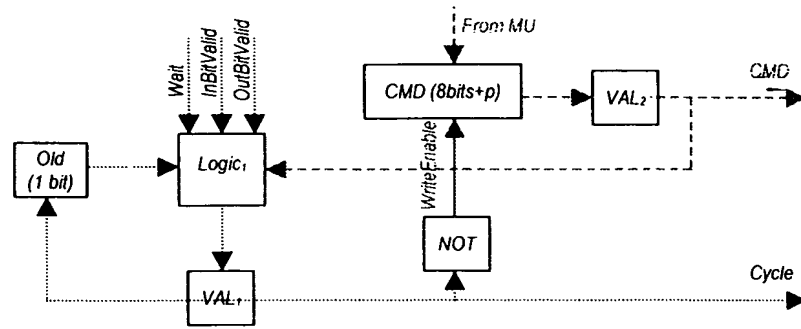 From MU
Wait
InBitValid
OutBitValid
CMD (8bits+p)
VAL₂
CMD
Old
(1 bit)
Logic₁
WriteEnable
NOT
VAL₁
Cycle